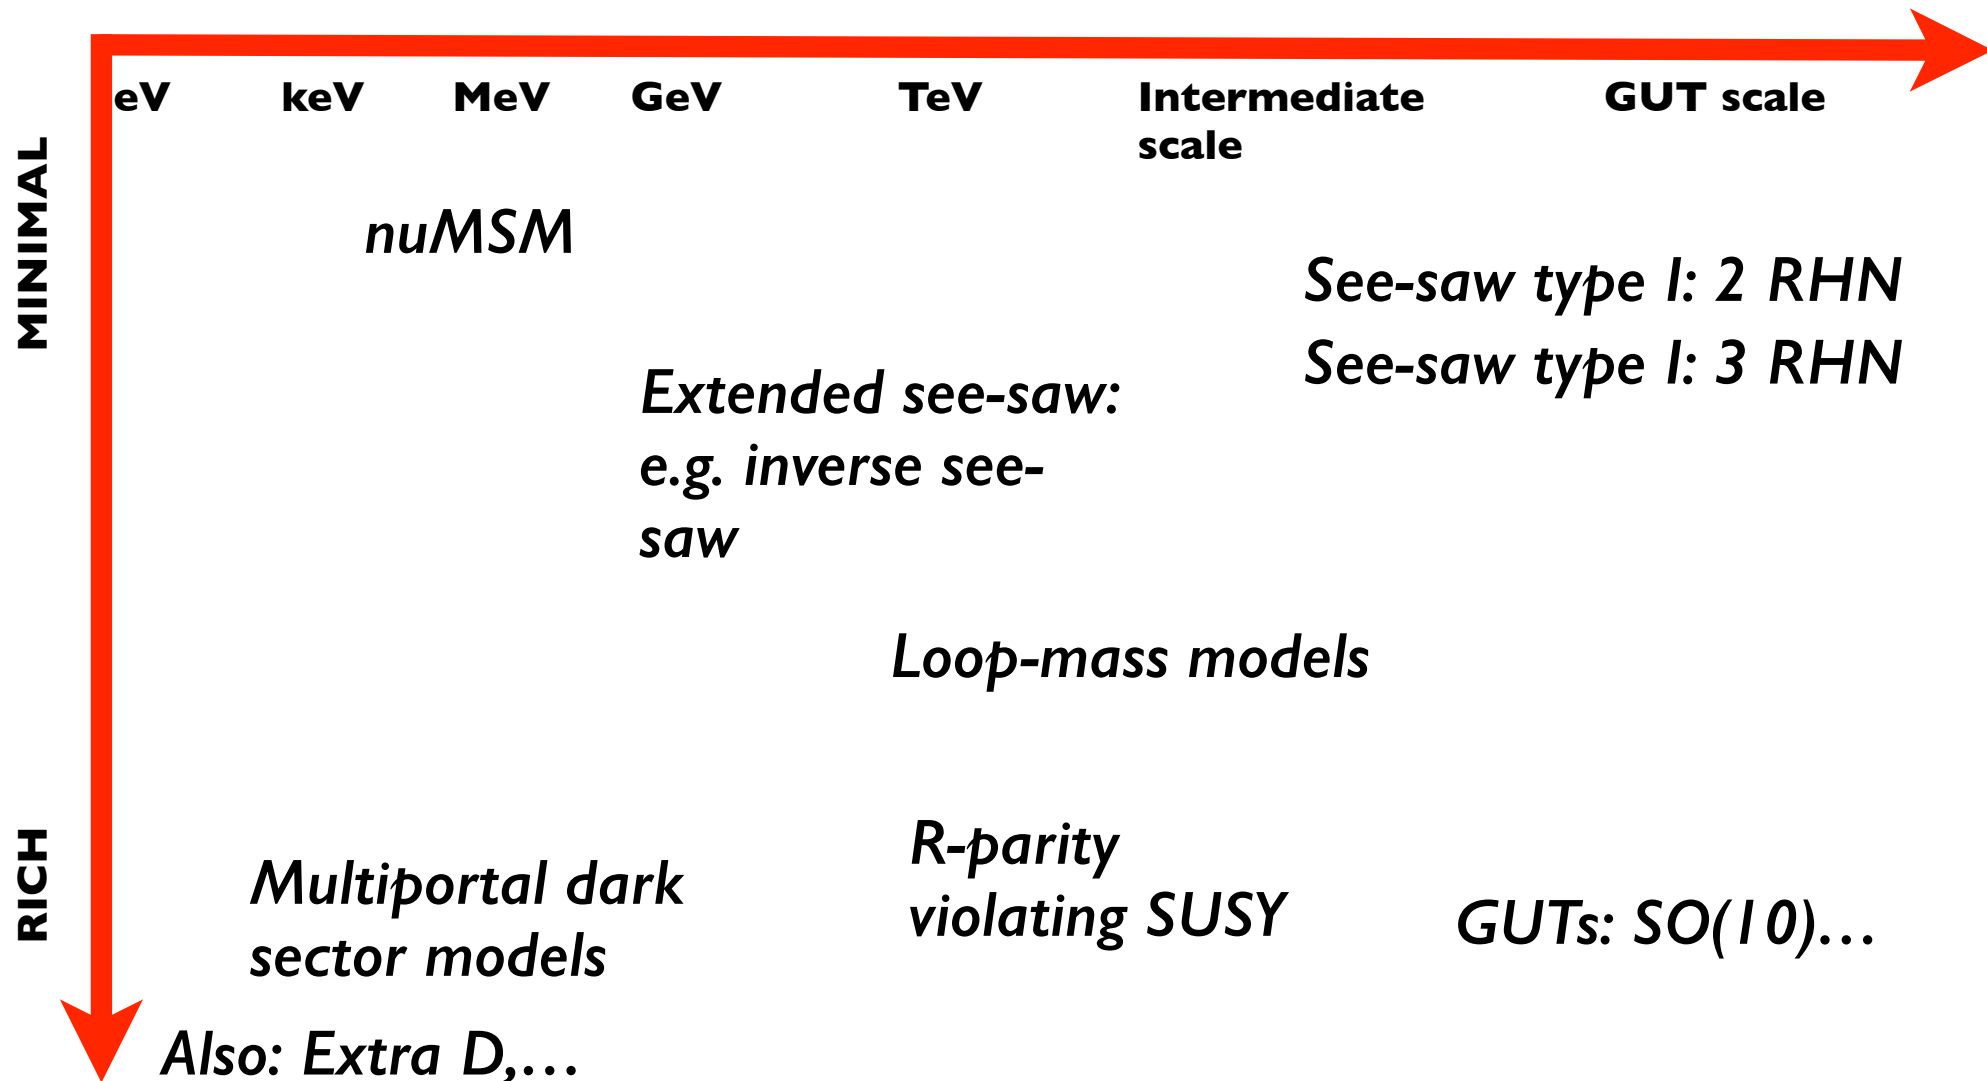 eV keV MeV GeV TeV Intermediate scale GUT scale
MINIMAL
nuMSM
See-saw type I: 2 RHN
See-saw type I: 3 RHN
Extended see-saw:
e.g. inverse see-
saw
Loop-mass models
RICH
R-parity
violating SUSY
Multiportal dark
sector models
GUTs: SO(10)…
Also: Extra D,…